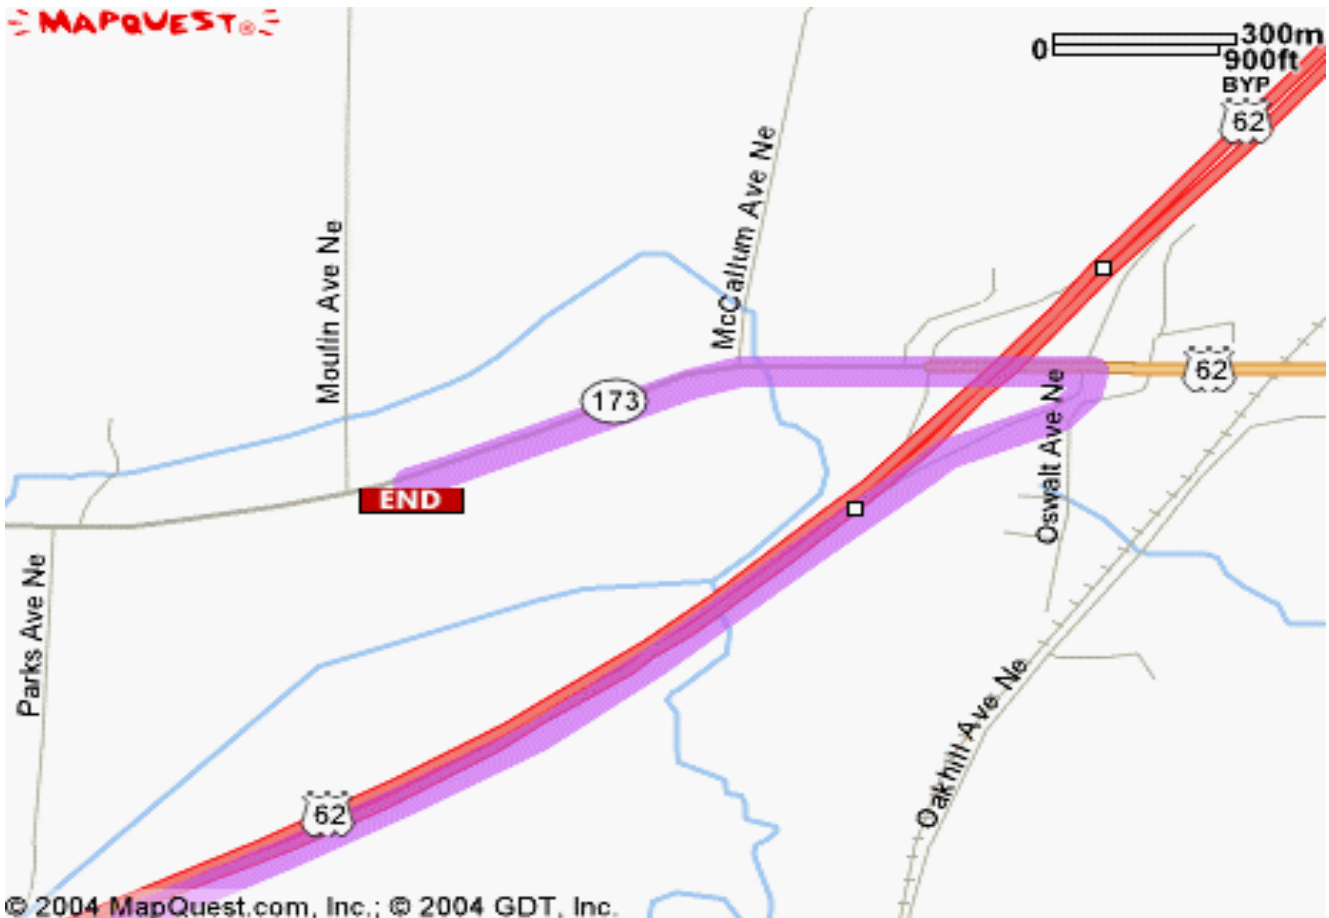 MAPQUEST®
0
300m
900ft
BYP
62
McCallum Ave Ne
Moulin Ave Ne
62
173
Oswalt Ave Ne
END
Parks Ave Ne
Oakhill Ave Ne
62
© 2004 MapQuest.com, Inc.; © 2004 GDT, Inc.